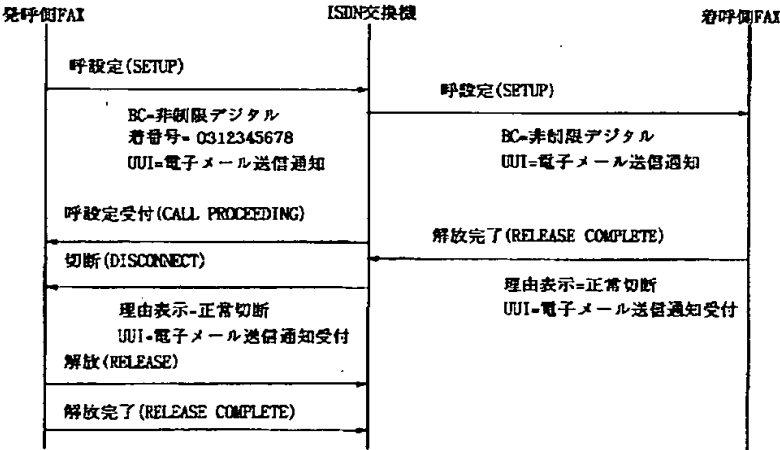 発呼側FAX
ISDN交換機
着呼側FAX
呼設定(SETUP)
呼設定(SETUP)
BC=非制限デジタル
着番号= 0312345678
UUI=電子メール送信通知
BC=非制限デジタル
UUI=電子メール送信通知
呼設定受付(CALL PROCEEDING)
解放完了(RELEASE COMPLETE)
切断(DISCONNECT)
理由表示=正常切断
UUI=電子メール送信通知受付
理由表示=正常切断
UUI=電子メール送信通知受付
解放(RELEASE)
解放完了(RELEASE COMPLETE)